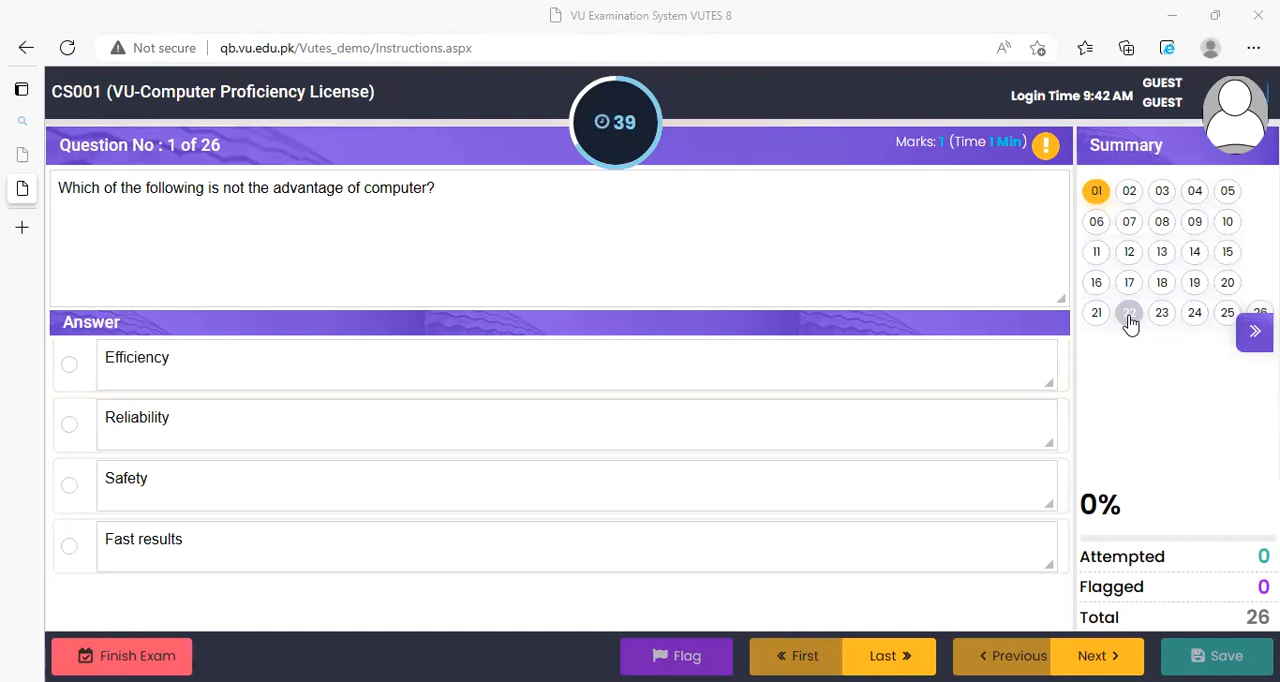 VU Examination System VUTES 8
Not secure
qb.vu.edu.pk/Vutes_demo/Instructions.aspx
CS001 (VU-Computer Proficiency License)
39
Login Time 9:42 AM
GUEST
GUEST
Question No : 1 of 26
Marks: 1 (Time 1 Min)
!
Summary
Which of the following is not the advantage of computer?
01 02 03 04 05
06 07 08 09 10
11 12 13 14 15
16 17 18 19 20
21 22 23 24 25 26
Answer
Efficiency
Reliability
Safety
Fast results
0%
Attempted 0
Flagged 0
Total 26
Finish Exam
Flag
« First
Last »
‹ Previous
Next ›
Save